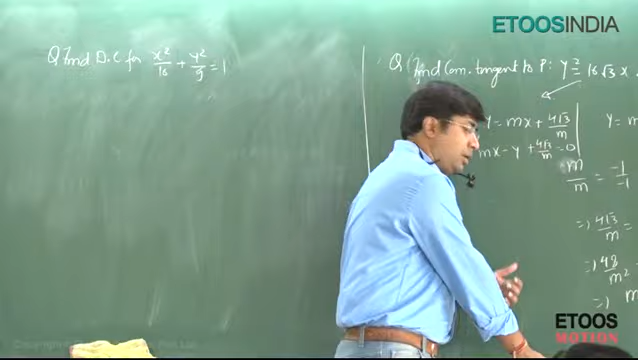 ETOOSINDIA
Q Find D.C for x²/16 + y²/9 = 1
Q Find Com. tangent to P: y² = 16√3 x
y = mx + 4√3/m
mx - y + 4√3/m = 0
y = m
m/m = -1/-1
⇒ 4√3/m =
⇒ 48/m²
⇒
ETOOS
MOTION